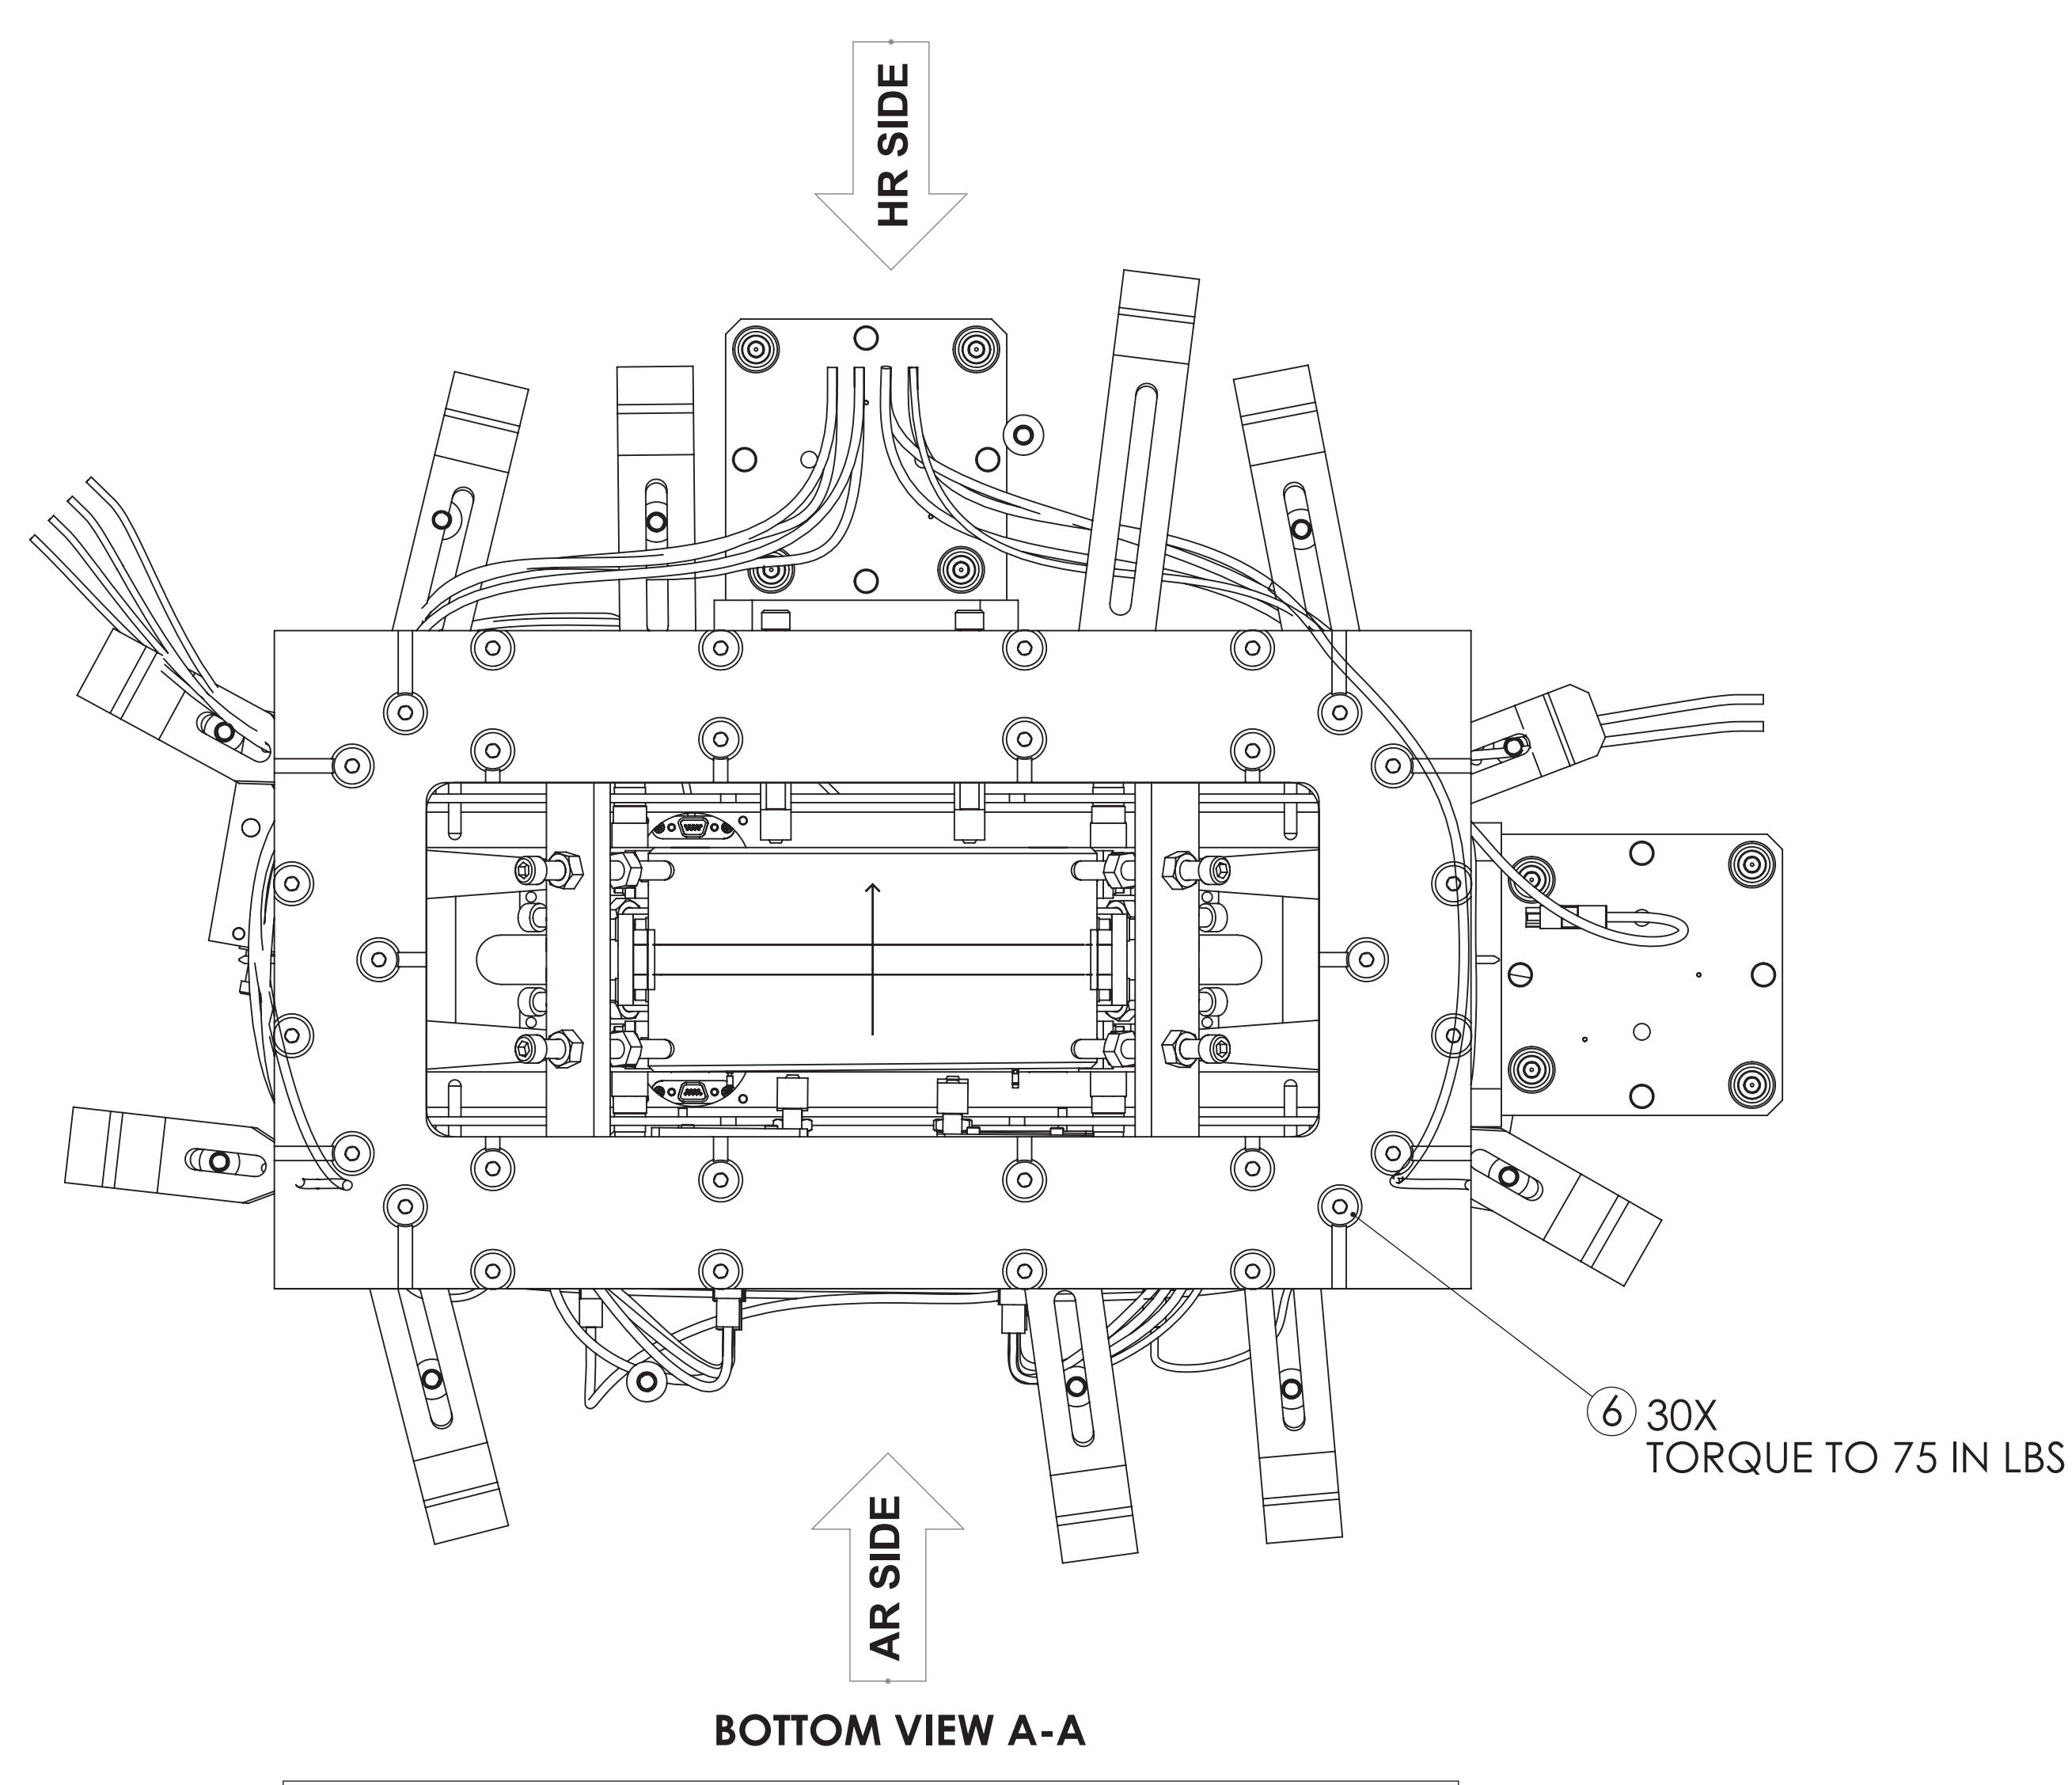 HR SIDE
6 30X
TORQUE TO 75 IN LBS
AR SIDE
BOTTOM VIEW A-A